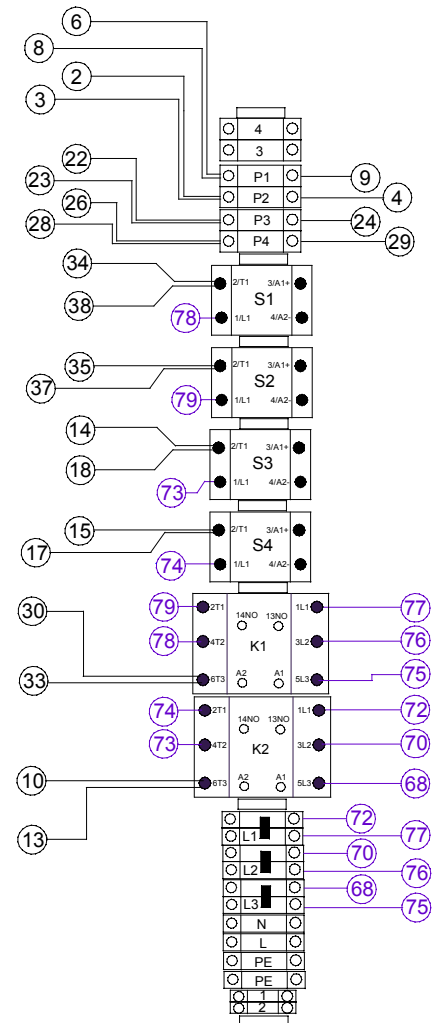 6
8
2
3
4
3
P1
9
P2
4
22
P3
24
23
26
P4
29
28
34
2/T1 3/A1+
S1
38
78 1/L1 4/A2-
35
2/T1 3/A1+
S2
37
79 1/L1 4/A2-
14
2/T1 3/A1+
S3
18
73 1/L1 4/A2-
15
2/T1 3/A1+
S4
17
74 1/L1 4/A2-
79 2T1 1L1 77
14NO 13NO
78 4T2 K1 3L2 76
30
6T3 A2 A1 5L3 75
33
74 2T1 1L1 72
14NO 13NO
73 4T2 K2 3L2 70
10 6T3 A2 A1 5L3 68
13
72
L1 77
70
L2 76
68
L3 75
N
L
PE
PE
1
2